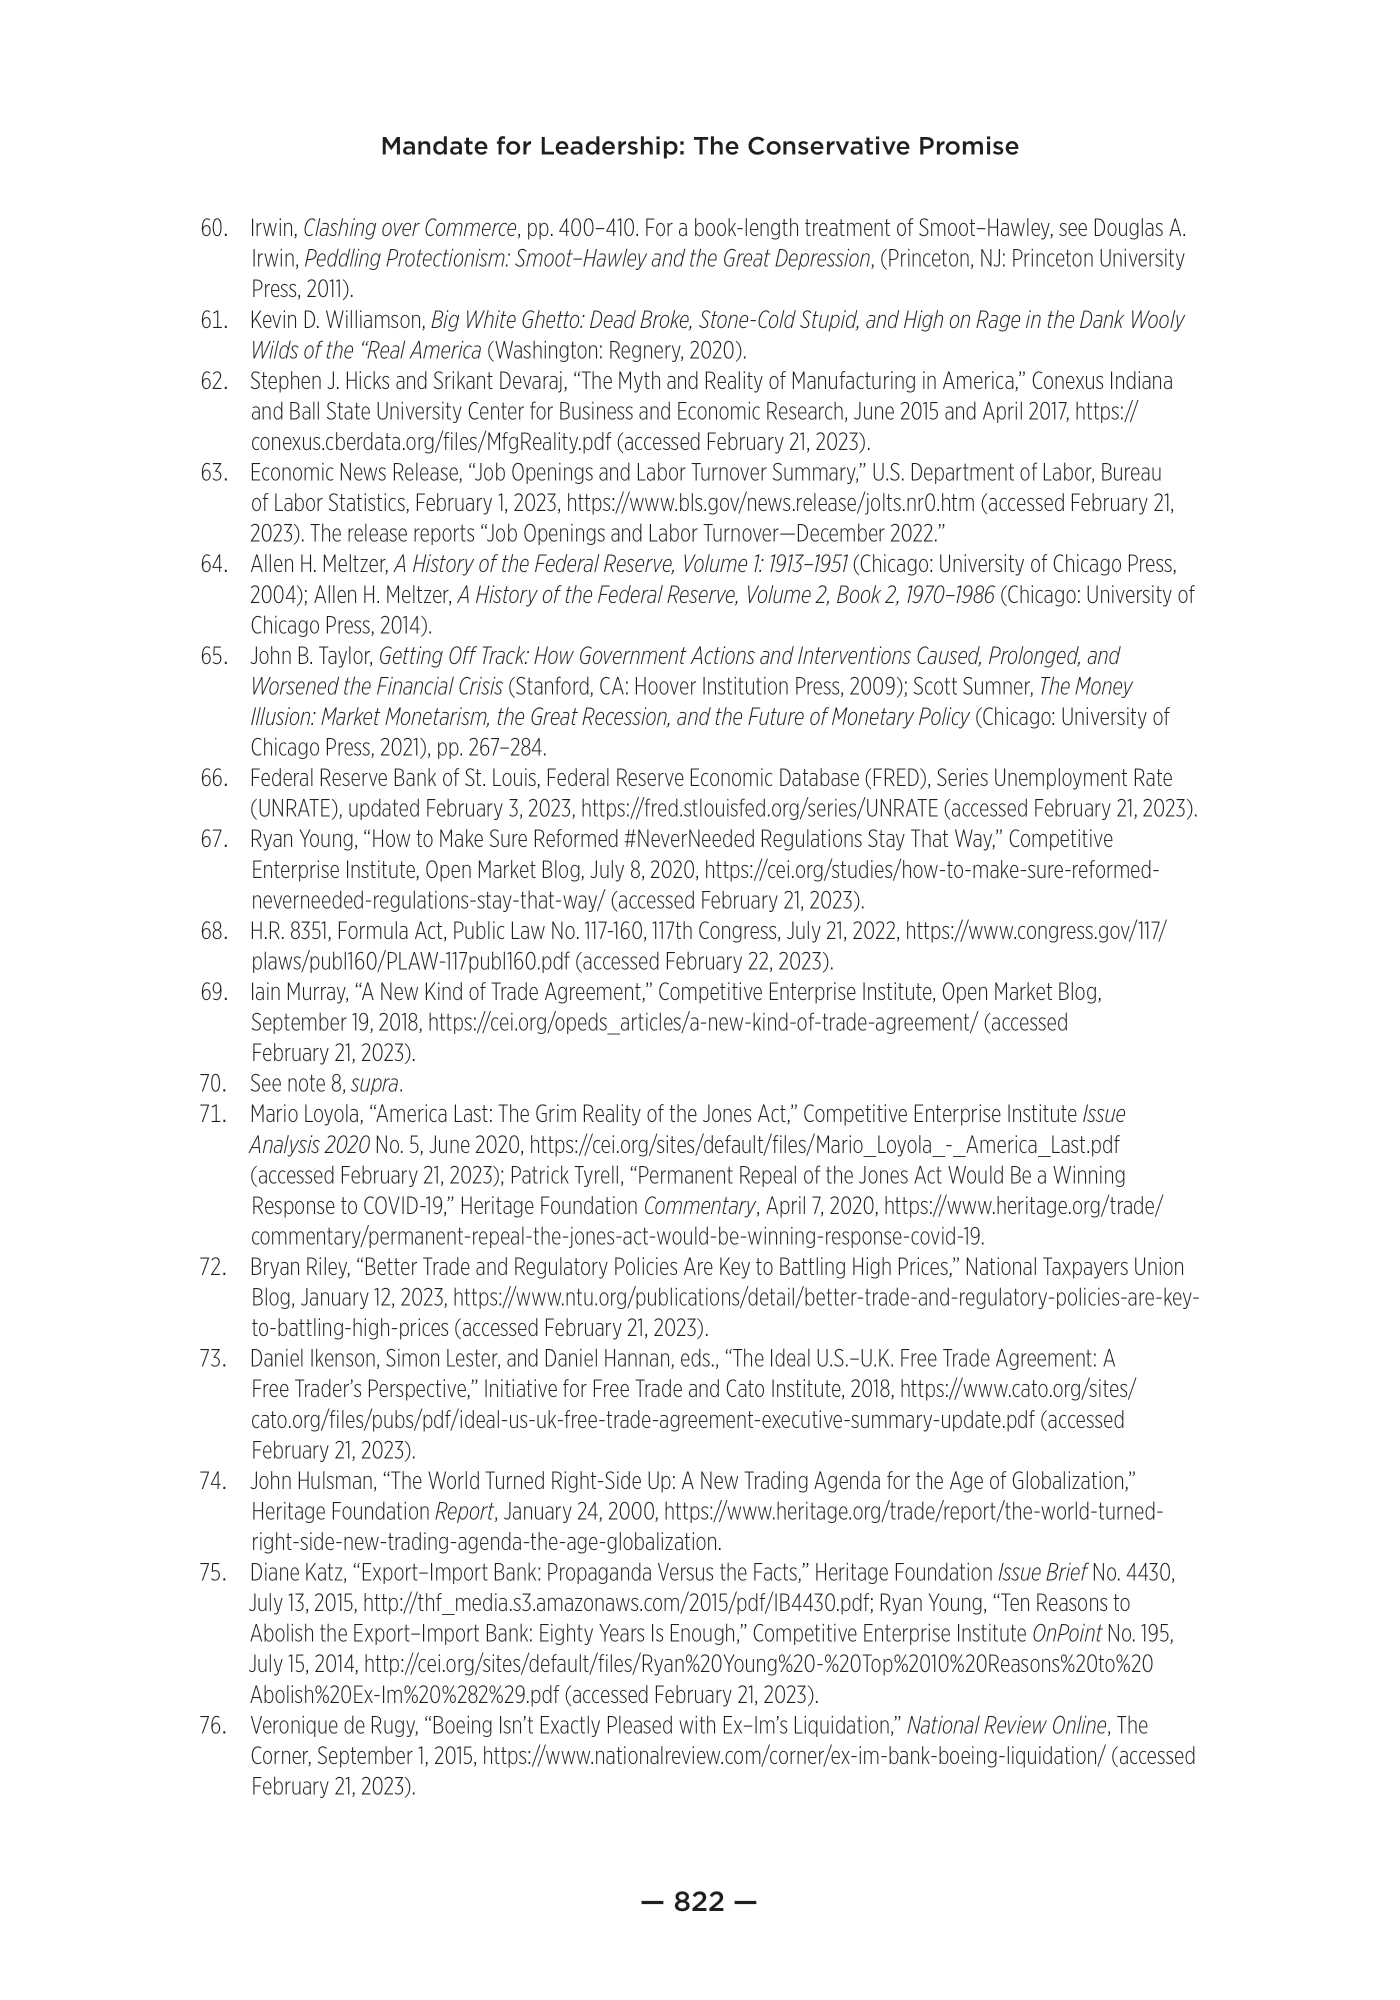 Mandate for Leadership: The Conservative Promise
60. Irwin, Clashing over Commerce, pp. 400–410. For a book-length treatment of Smoot–Hawley, see Douglas A.
Irwin, Peddling Protectionism: Smoot–Hawley and the Great Depression, (Princeton, NJ: Princeton University
Press, 2011).
61. Kevin D. Williamson, Big White Ghetto: Dead Broke, Stone-Cold Stupid, and High on Rage in the Dank Wooly
Wilds of the “Real America (Washington: Regnery, 2020).
62. Stephen J. Hicks and Srikant Devaraj, “The Myth and Reality of Manufacturing in America,” Conexus Indiana
and Ball State University Center for Business and Economic Research, June 2015 and April 2017, https://
conexus.cberdata.org/files/MfgReality.pdf (accessed February 21, 2023).
63. Economic News Release, “Job Openings and Labor Turnover Summary,” U.S. Department of Labor, Bureau
of Labor Statistics, February 1, 2023, https://www.bls.gov/news.release/jolts.nr0.htm (accessed February 21,
2023). The release reports “Job Openings and Labor Turnover—December 2022.”
64. Allen H. Meltzer, A History of the Federal Reserve, Volume 1: 1913–1951 (Chicago: University of Chicago Press,
2004); Allen H. Meltzer, A History of the Federal Reserve, Volume 2, Book 2, 1970–1986 (Chicago: University of
Chicago Press, 2014).
65. John B. Taylor, Getting Off Track: How Government Actions and Interventions Caused, Prolonged, and
Worsened the Financial Crisis (Stanford, CA: Hoover Institution Press, 2009); Scott Sumner, The Money
Illusion: Market Monetarism, the Great Recession, and the Future of Monetary Policy (Chicago: University of
Chicago Press, 2021), pp. 267–284.
66. Federal Reserve Bank of St. Louis, Federal Reserve Economic Database (FRED), Series Unemployment Rate
(UNRATE), updated February 3, 2023, https://fred.stlouisfed.org/series/UNRATE (accessed February 21, 2023).
67. Ryan Young, “How to Make Sure Reformed #NeverNeeded Regulations Stay That Way,” Competitive
Enterprise Institute, Open Market Blog, July 8, 2020, https://cei.org/studies/how-to-make-sure-reformed-
neverneeded-regulations-stay-that-way/ (accessed February 21, 2023).
68. H.R. 8351, Formula Act, Public Law No. 117-160, 117th Congress, July 21, 2022, https://www.congress.gov/117/
plaws/publ160/PLAW-117publ160.pdf (accessed February 22, 2023).
69. Iain Murray, “A New Kind of Trade Agreement,” Competitive Enterprise Institute, Open Market Blog,
September 19, 2018, https://cei.org/opeds_articles/a-new-kind-of-trade-agreement/ (accessed
February 21, 2023).
70. See note 8, supra.
71. Mario Loyola, “America Last: The Grim Reality of the Jones Act,” Competitive Enterprise Institute Issue
Analysis 2020 No. 5, June 2020, https://cei.org/sites/default/files/Mario_Loyola_-_America_Last.pdf
(accessed February 21, 2023); Patrick Tyrell, “Permanent Repeal of the Jones Act Would Be a Winning
Response to COVID-19,” Heritage Foundation Commentary, April 7, 2020, https://www.heritage.org/trade/
commentary/permanent-repeal-the-jones-act-would-be-winning-response-covid-19.
72. Bryan Riley, “Better Trade and Regulatory Policies Are Key to Battling High Prices,” National Taxpayers Union
Blog, January 12, 2023, https://www.ntu.org/publications/detail/better-trade-and-regulatory-policies-are-key-
to-battling-high-prices (accessed February 21, 2023).
73. Daniel Ikenson, Simon Lester, and Daniel Hannan, eds., “The Ideal U.S.–U.K. Free Trade Agreement: A
Free Trader’s Perspective,” Initiative for Free Trade and Cato Institute, 2018, https://www.cato.org/sites/
cato.org/files/pubs/pdf/ideal-us-uk-free-trade-agreement-executive-summary-update.pdf (accessed
February 21, 2023).
74. John Hulsman, “The World Turned Right-Side Up: A New Trading Agenda for the Age of Globalization,”
Heritage Foundation Report, January 24, 2000, https://www.heritage.org/trade/report/the-world-turned-
right-side-new-trading-agenda-the-age-globalization.
75. Diane Katz, “Export–Import Bank: Propaganda Versus the Facts,” Heritage Foundation Issue Brief No. 4430,
July 13, 2015, http://thf_media.s3.amazonaws.com/2015/pdf/IB4430.pdf; Ryan Young, “Ten Reasons to
Abolish the Export–Import Bank: Eighty Years Is Enough,” Competitive Enterprise Institute OnPoint No. 195,
July 15, 2014, http://cei.org/sites/default/files/Ryan%20Young%20-%20Top%2010%20Reasons%20to%20
Abolish%20Ex-Im%20%282%29.pdf (accessed February 21, 2023).
76. Veronique de Rugy, “Boeing Isn’t Exactly Pleased with Ex–Im’s Liquidation,” National Review Online, The
Corner, September 1, 2015, https://www.nationalreview.com/corner/ex-im-bank-boeing-liquidation/ (accessed
February 21, 2023).
— 822 —